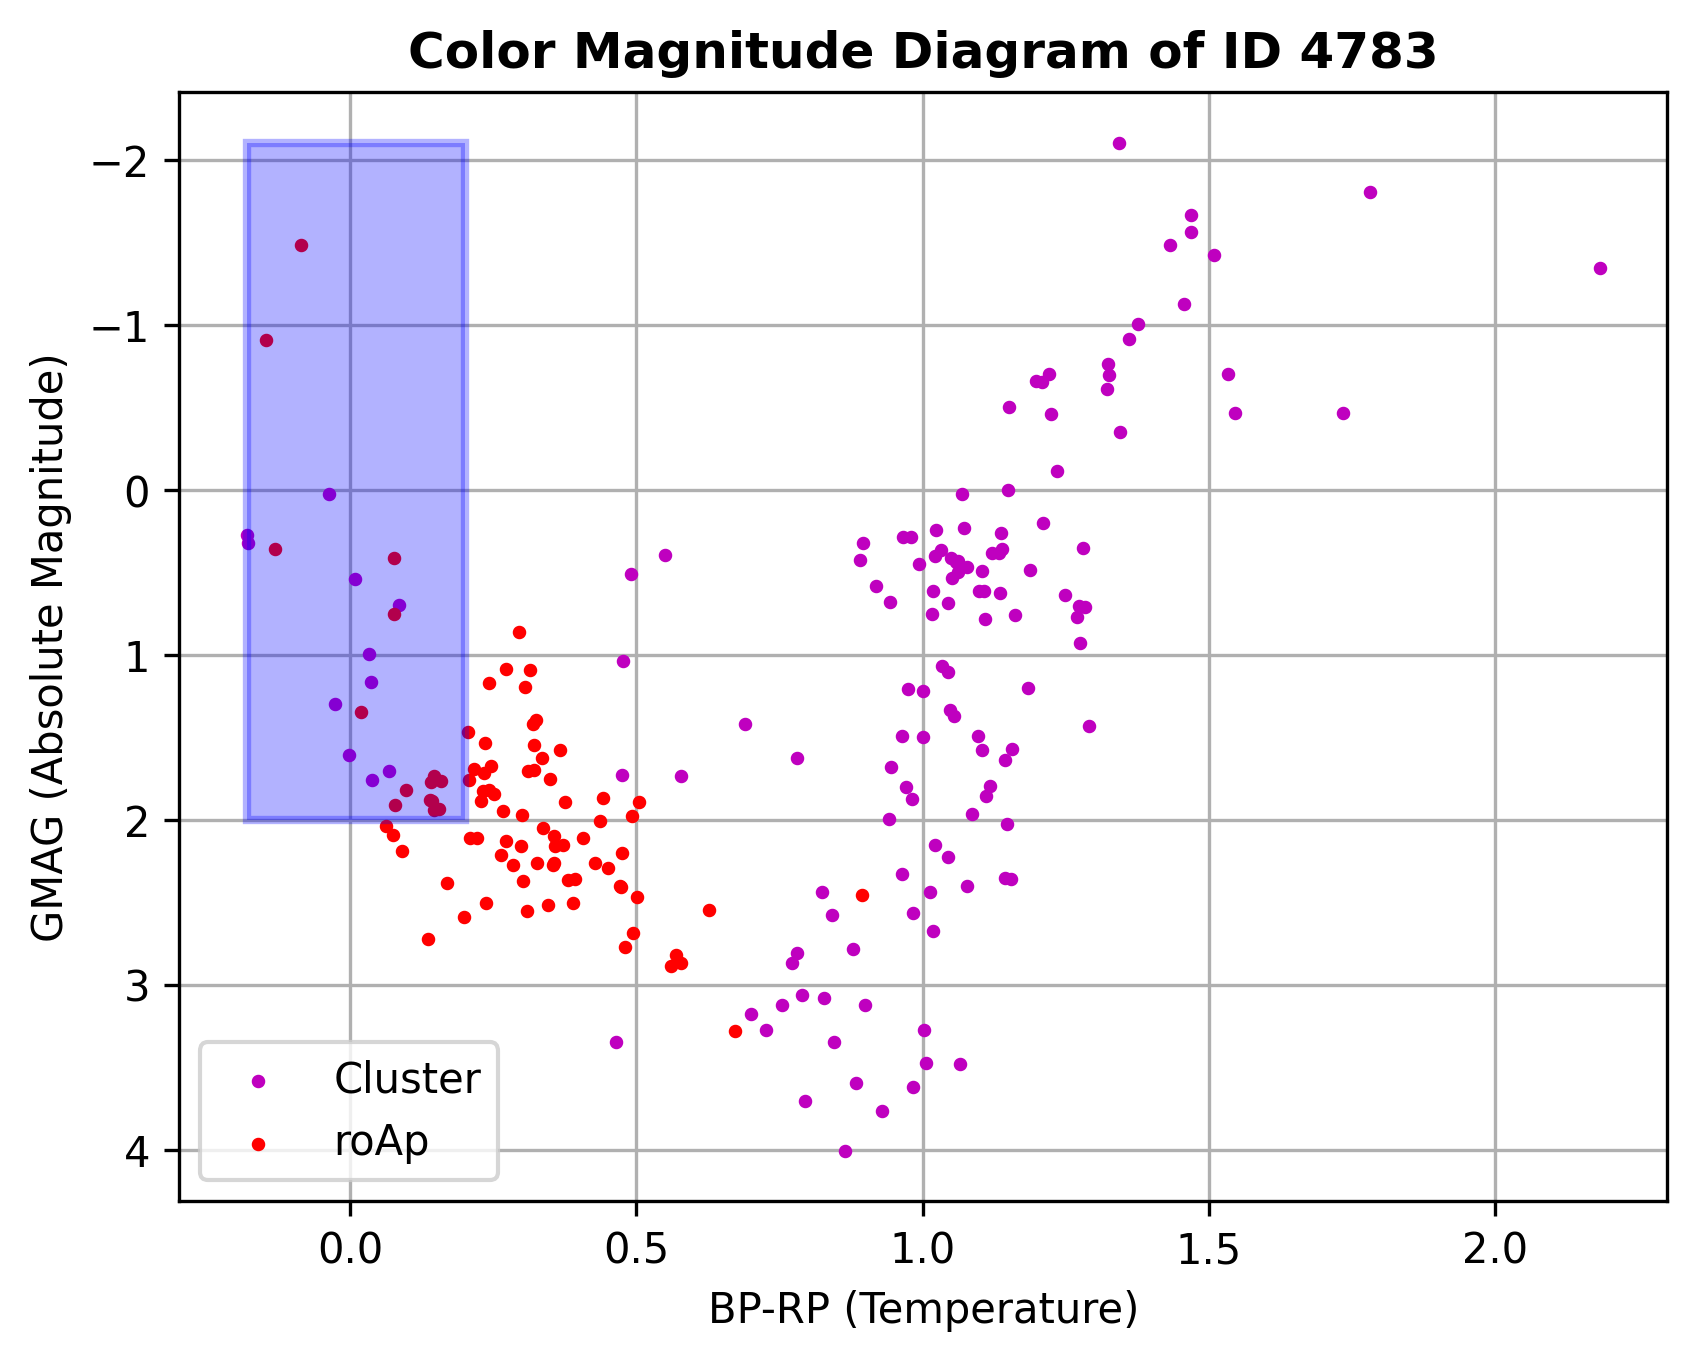 Color Magnitude Diagram of ID 4783
GMAG (Absolute Magnitude)
−2
−1
0
1
2
3
4
Cluster
roAp
0.0 0.5 1.0 1.5 2.0
BP-RP (Temperature)